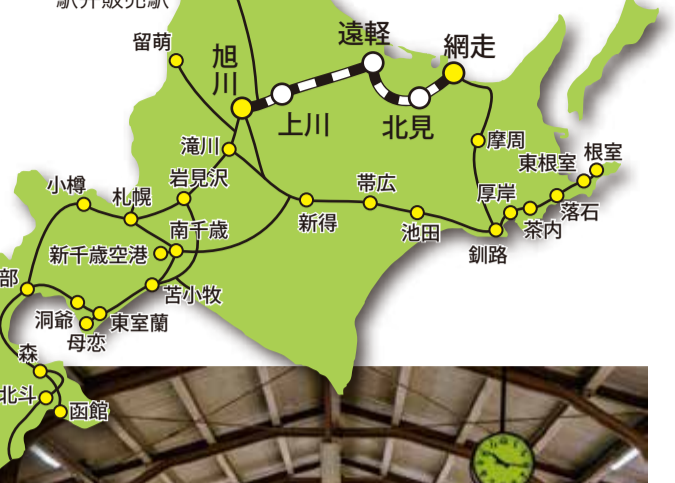 駅弁販売駅
留萌
旭川
遠軽
網走
上川
北見
滝川
摩周
東根室
根室
小樽
札幌
岩見沢
帯広
厚岸
落石
新得
池田
茶内
釧路
南千歳
新千歳空港
部
苫小牧
洞爺
東室蘭
母恋
森
北斗
函館